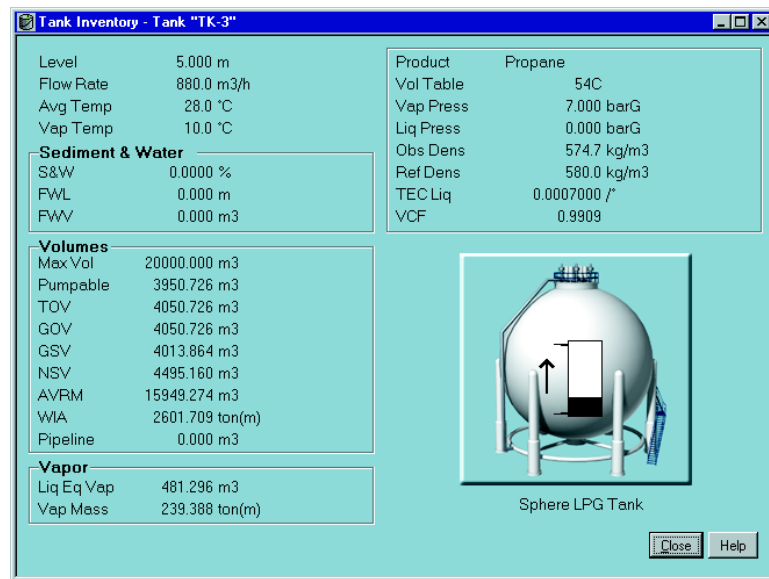 Tank Inventory - Tank "TK-3"
Level 5.000 m
Flow Rate 880.0 m3/h
Avg Temp 28.0 °C
Vap Temp 10.0 °C
Sediment & Water
S&W 0.0000 %
FWL 0.000 m
FWV 0.000 m3
Volumes
Max Vol 20000.000 m3
Pumpable 3950.726 m3
TOV 4050.726 m3
GOV 4050.726 m3
GSV 4013.864 m3
NSV 4495.160 m3
AVRM 15949.274 m3
WIA 2601.709 ton(m)
Pipeline 0.000 m3
Vapor
Liq Eq Vap 481.296 m3
Vap Mass 239.388 ton(m)
Product Propane
Vol Table 54C
Vap Press 7.000 barG
Liq Press 0.000 barG
Obs Dens 574.7 kg/m3
Ref Dens 580.0 kg/m3
TEC Liq 0.0007000 /°
VCF 0.9909
Sphere LPG Tank
Close Help